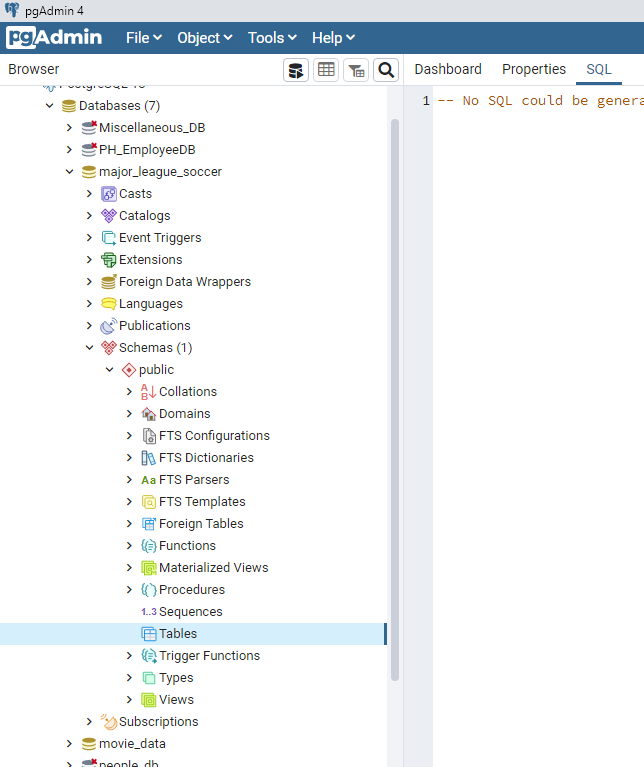 pgAdmin 4
pgAdmin File Object Tools Help
Browser Dashboard Properties SQL
Databases (7)
1 -- No SQL could be genera
Miscellaneous_DB
PH_EmployeeDB
major_league_soccer
Casts
Catalogs
Event Triggers
Extensions
Foreign Data Wrappers
Languages
Publications
Schemas (1)
public
Collations
Domains
FTS Configurations
FTS Dictionaries
Aa FTS Parsers
FTS Templates
Foreign Tables
Functions
Materialized Views
Procedures
1..3 Sequences
Tables
Trigger Functions
Types
Views
Subscriptions
movie_data
people_db